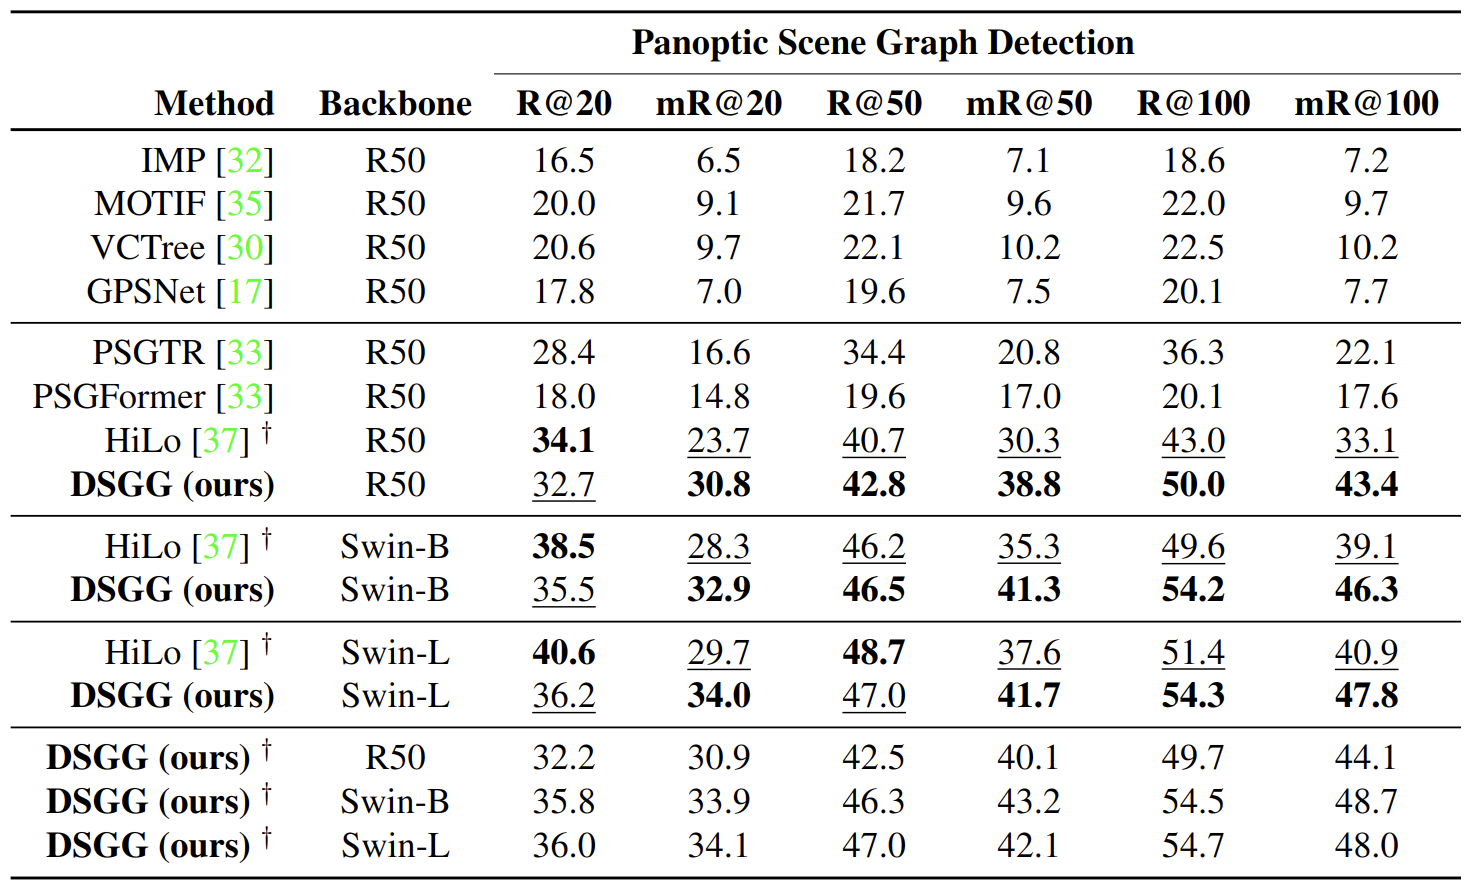 Panoptic Scene Graph Detection
Method Backbone R@20 mR@20 R@50 mR@50 R@100 mR@100
IMP [32] R50 16.5 6.5 18.2 7.1 18.6 7.2
MOTIF [35] R50 20.0 9.1 21.7 9.6 22.0 9.7
VCTree [30] R50 20.6 9.7 22.1 10.2 22.5 10.2
GPSNet [17] R50 17.8 7.0 19.6 7.5 20.1 7.7
PSGTR [33] R50 28.4 16.6 34.4 20.8 36.3 22.1
PSGFormer [33] R50 18.0 14.8 19.6 17.0 20.1 17.6
HiLo [37] † R50 34.1 23.7 40.7 30.3 43.0 33.1
DSGG (ours) R50 32.7 30.8 42.8 38.8 50.0 43.4
HiLo [37] † Swin-B 38.5 28.3 46.2 35.3 49.6 39.1
DSGG (ours) Swin-B 35.5 32.9 46.5 41.3 54.2 46.3
HiLo [37] † Swin-L 40.6 29.7 48.7 37.6 51.4 40.9
DSGG (ours) Swin-L 36.2 34.0 47.0 41.7 54.3 47.8
DSGG (ours) † R50 32.2 30.9 42.5 40.1 49.7 44.1
DSGG (ours) † Swin-B 35.8 33.9 46.3 43.2 54.5 48.7
DSGG (ours) † Swin-L 36.0 34.1 47.0 42.1 54.7 48.0